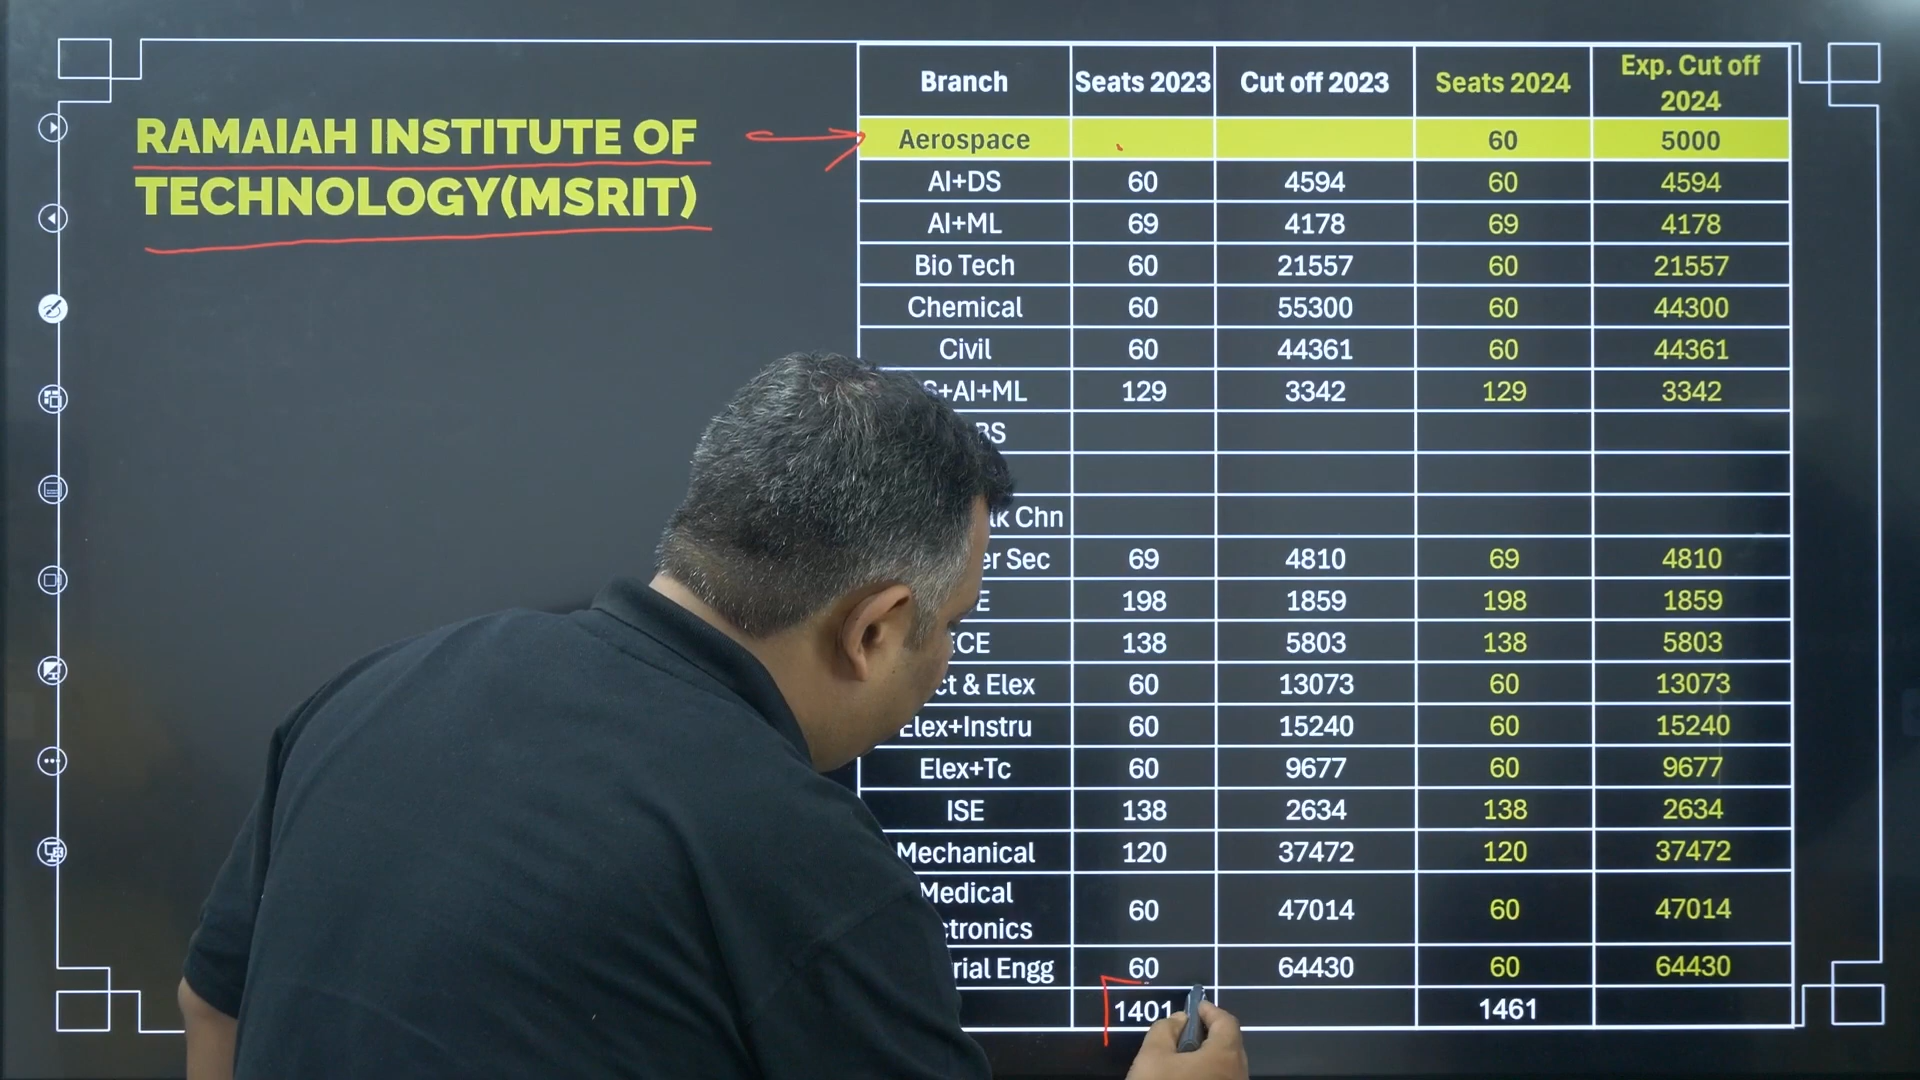 RAMAIAH INSTITUTE OF
TECHNOLOGY(MSRIT)
Branch Seats 2023 Cut off 2023 Seats 2024 Exp. Cut off 2024
Aerospace 60 5000
AI+DS 60 4594 60 4594
AI+ML 69 4178 69 4178
Bio Tech 60 21557 60 21557
Chemical 60 55300 60 44300
Civil 60 44361 60 44361
S+AI+ML 129 3342 129 3342
BS
lk Chn
er Sec 69 4810 69 4810
E 198 1859 198 1859
ECE 138 5803 138 5803
ct & Elex 60 13073 60 13073
Elex+Instru 60 15240 60 15240
Elex+Tc 60 9677 60 9677
ISE 138 2634 138 2634
Mechanical 120 37472 120 37472
Medical
ctronics 60 47014 60 47014
rial Engg 60 64430 60 64430
1401 1461